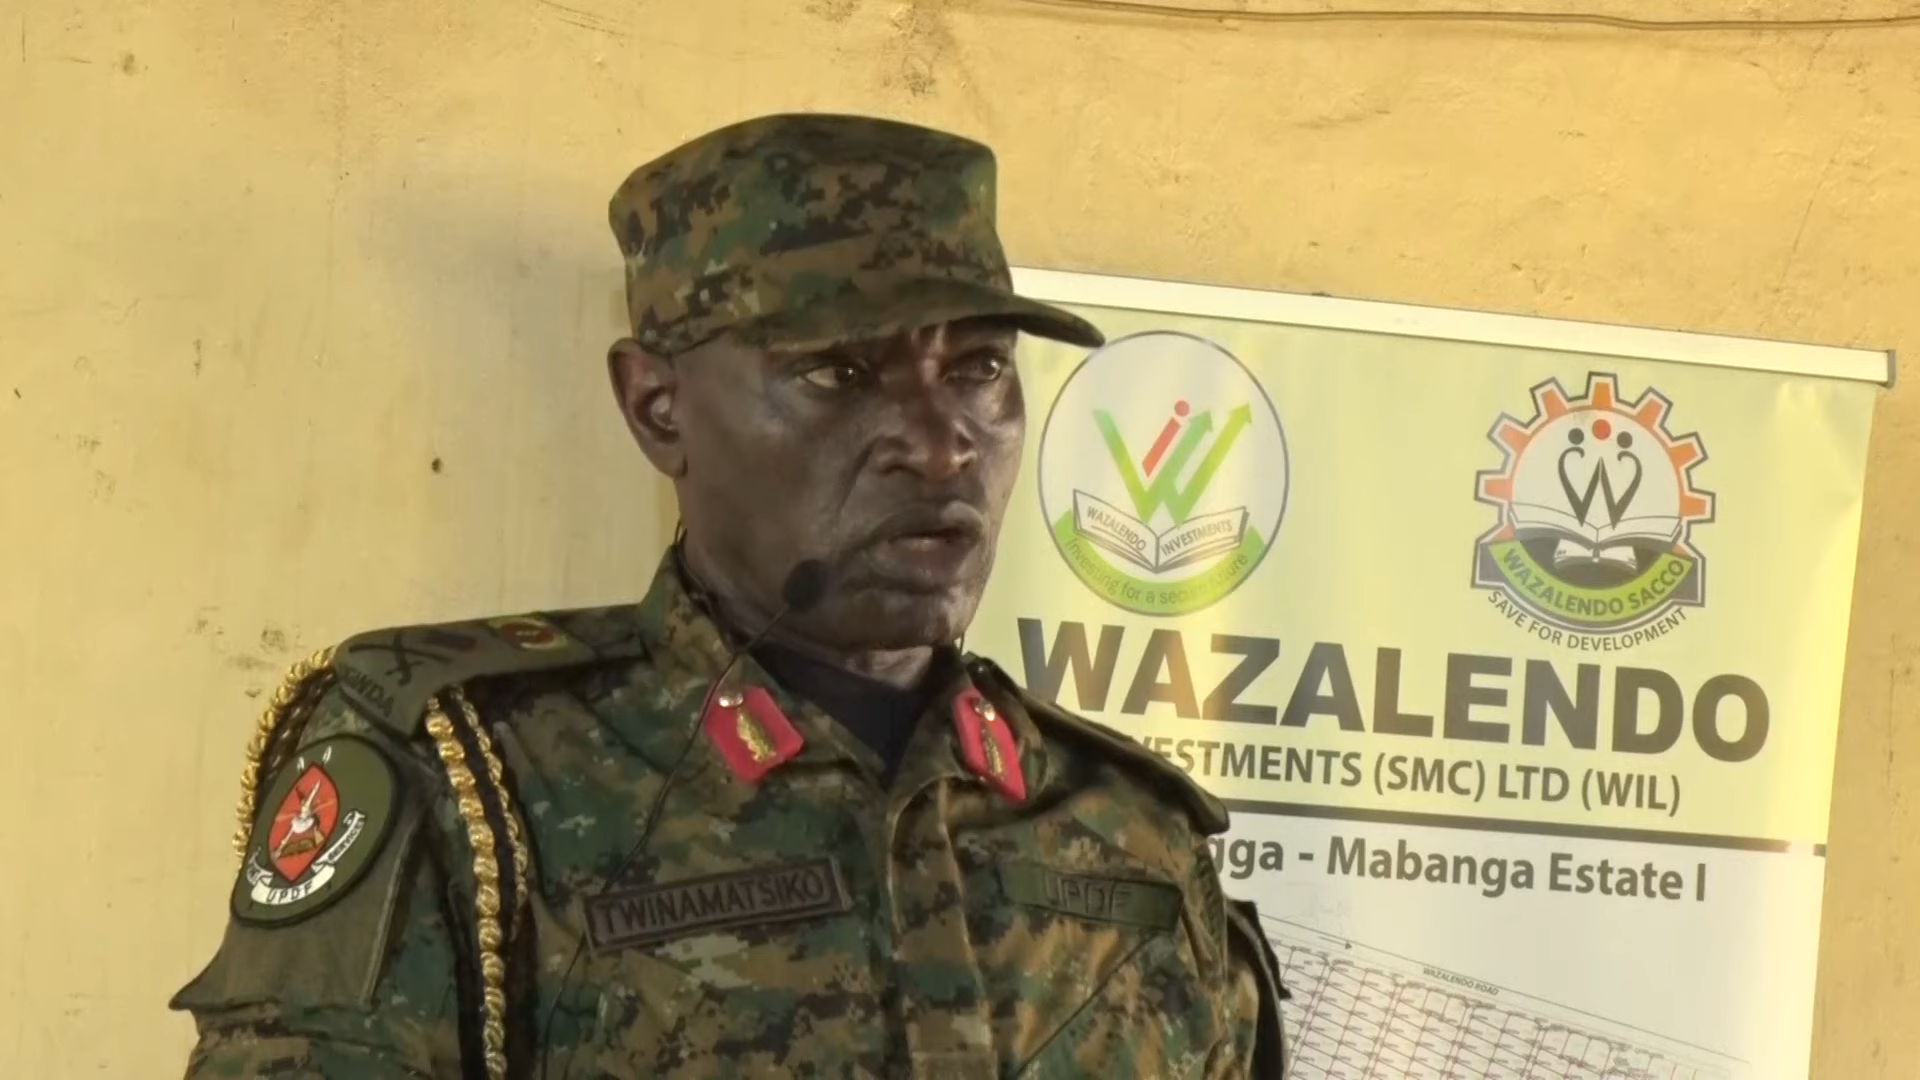 WAZALENDO INVESTMENTS
Investing for a secure future
WAZALENDO SACCO
SAVE FOR DEVELOPMENT
WAZALENDO
VESTMENTS (SMC) LTD (WIL)
gga - Mabanga Estate I
WAZALENDO ROAD
UPDF
TWINAMATSIKO
UPDF